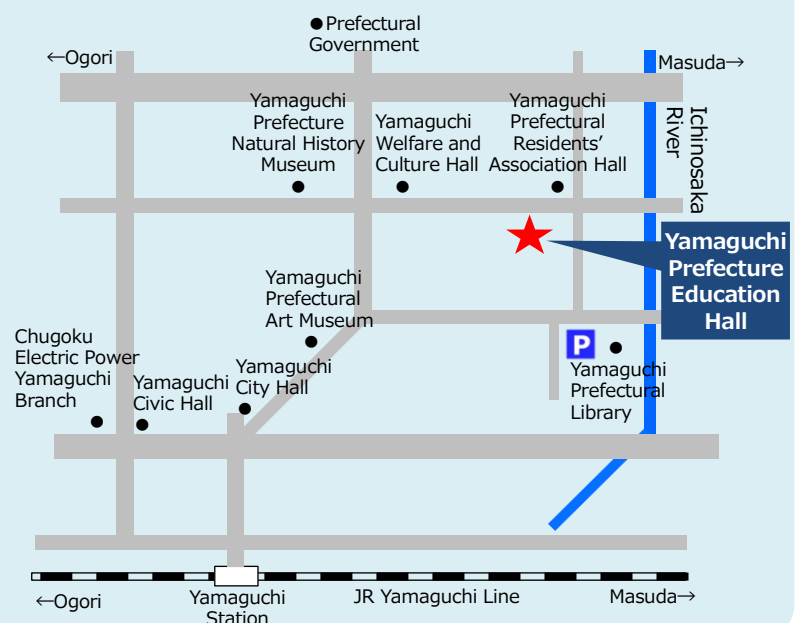 ●Prefectural
Government
←Ogori
Masuda→
Yamaguchi
Prefecture
Natural History
Museum
Yamaguchi
Welfare and
Culture Hall
Yamaguchi
Prefectural
Residents’
Association Hall
Ichinosaka
River
Yamaguchi
Prefecture
Education
Hall
Yamaguchi
Prefectural
Art Museum
Chugoku
Electric Power
Yamaguchi
Branch
Yamaguchi
Civic Hall
Yamaguchi
City Hall
P
Yamaguchi
Prefectural
Library
←Ogori
Yamaguchi
Station
JR Yamaguchi Line
Masuda→